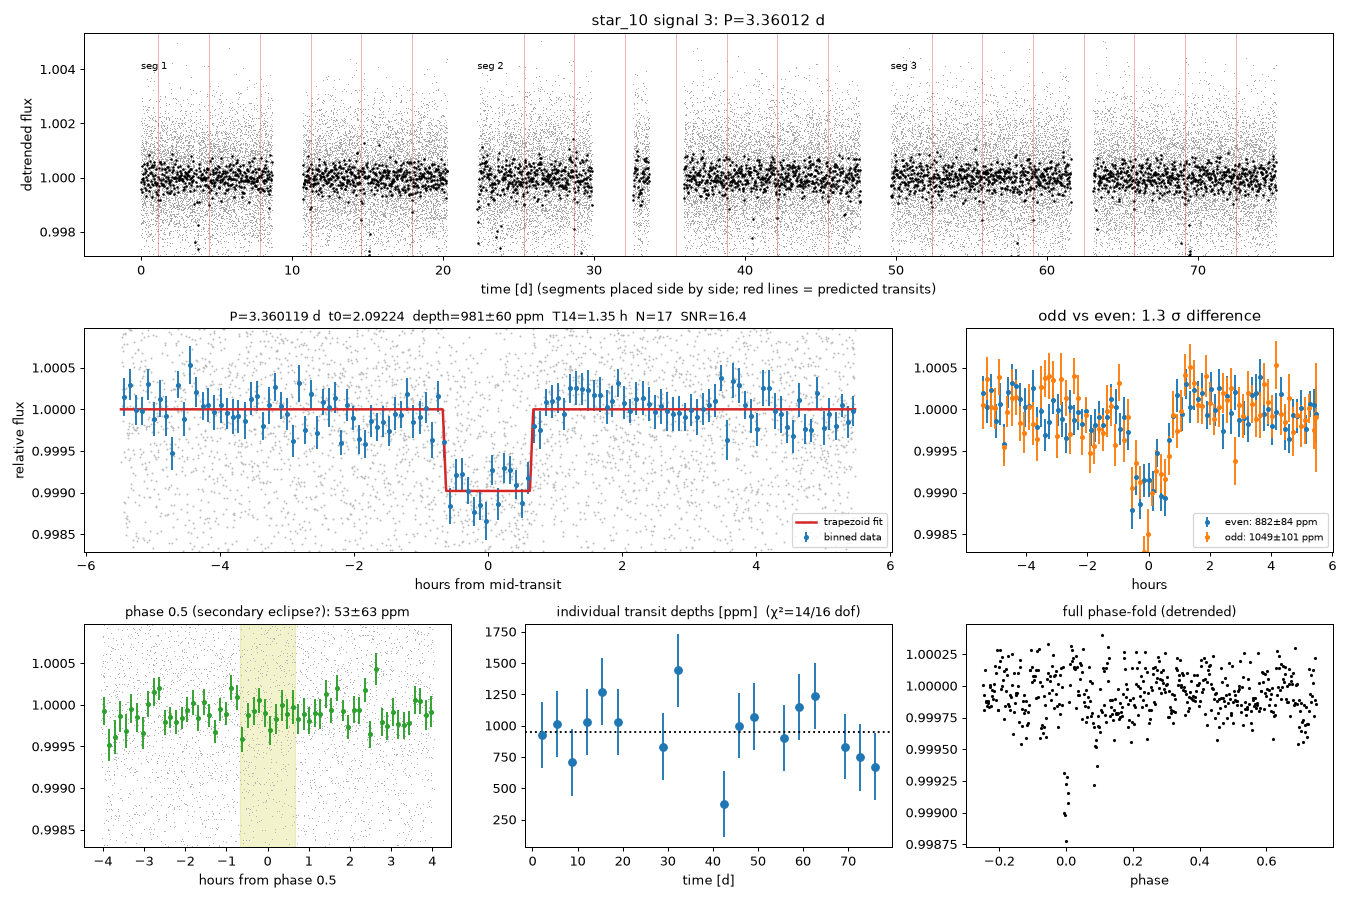 star_10 signal 3: P=3.36012 d
detrended flux
1.004
1.002
1.000
0.998
seg 1
seg 2
seg 3
0 10 20 30 40 50 60 70
time [d] (segments placed side by side; red lines = predicted transits)
P=3.360119 d t0=2.09224 depth=981±60 ppm T14=1.35 h N=17 SNR=16.4
relative flux
1.0005
1.0000
0.9995
0.9990
0.9985
trapezoid fit
binned data
−6 −4 −2 0 2 4 6
hours from mid-transit
odd vs even: 1.3 σ difference
1.0005
1.0000
0.9995
0.9990
0.9985
even: 882±84 ppm
odd: 1049±101 ppm
−4 −2 0 2 4 6
hours
phase 0.5 (secondary eclipse?): 53±63 ppm
1.0005
1.0000
0.9995
0.9990
0.9985
−4 −3 −2 −1 0 1 2 3 4
hours from phase 0.5
individual transit depths [ppm] (χ²=14/16 dof)
1750
1500
1250
1000
750
500
250
0 10 20 30 40 50 60 70
time [d]
full phase-fold (detrended)
1.00025
1.00000
0.99975
0.99950
0.99925
0.99900
0.99875
−0.2 0.0 0.2 0.4 0.6
phase